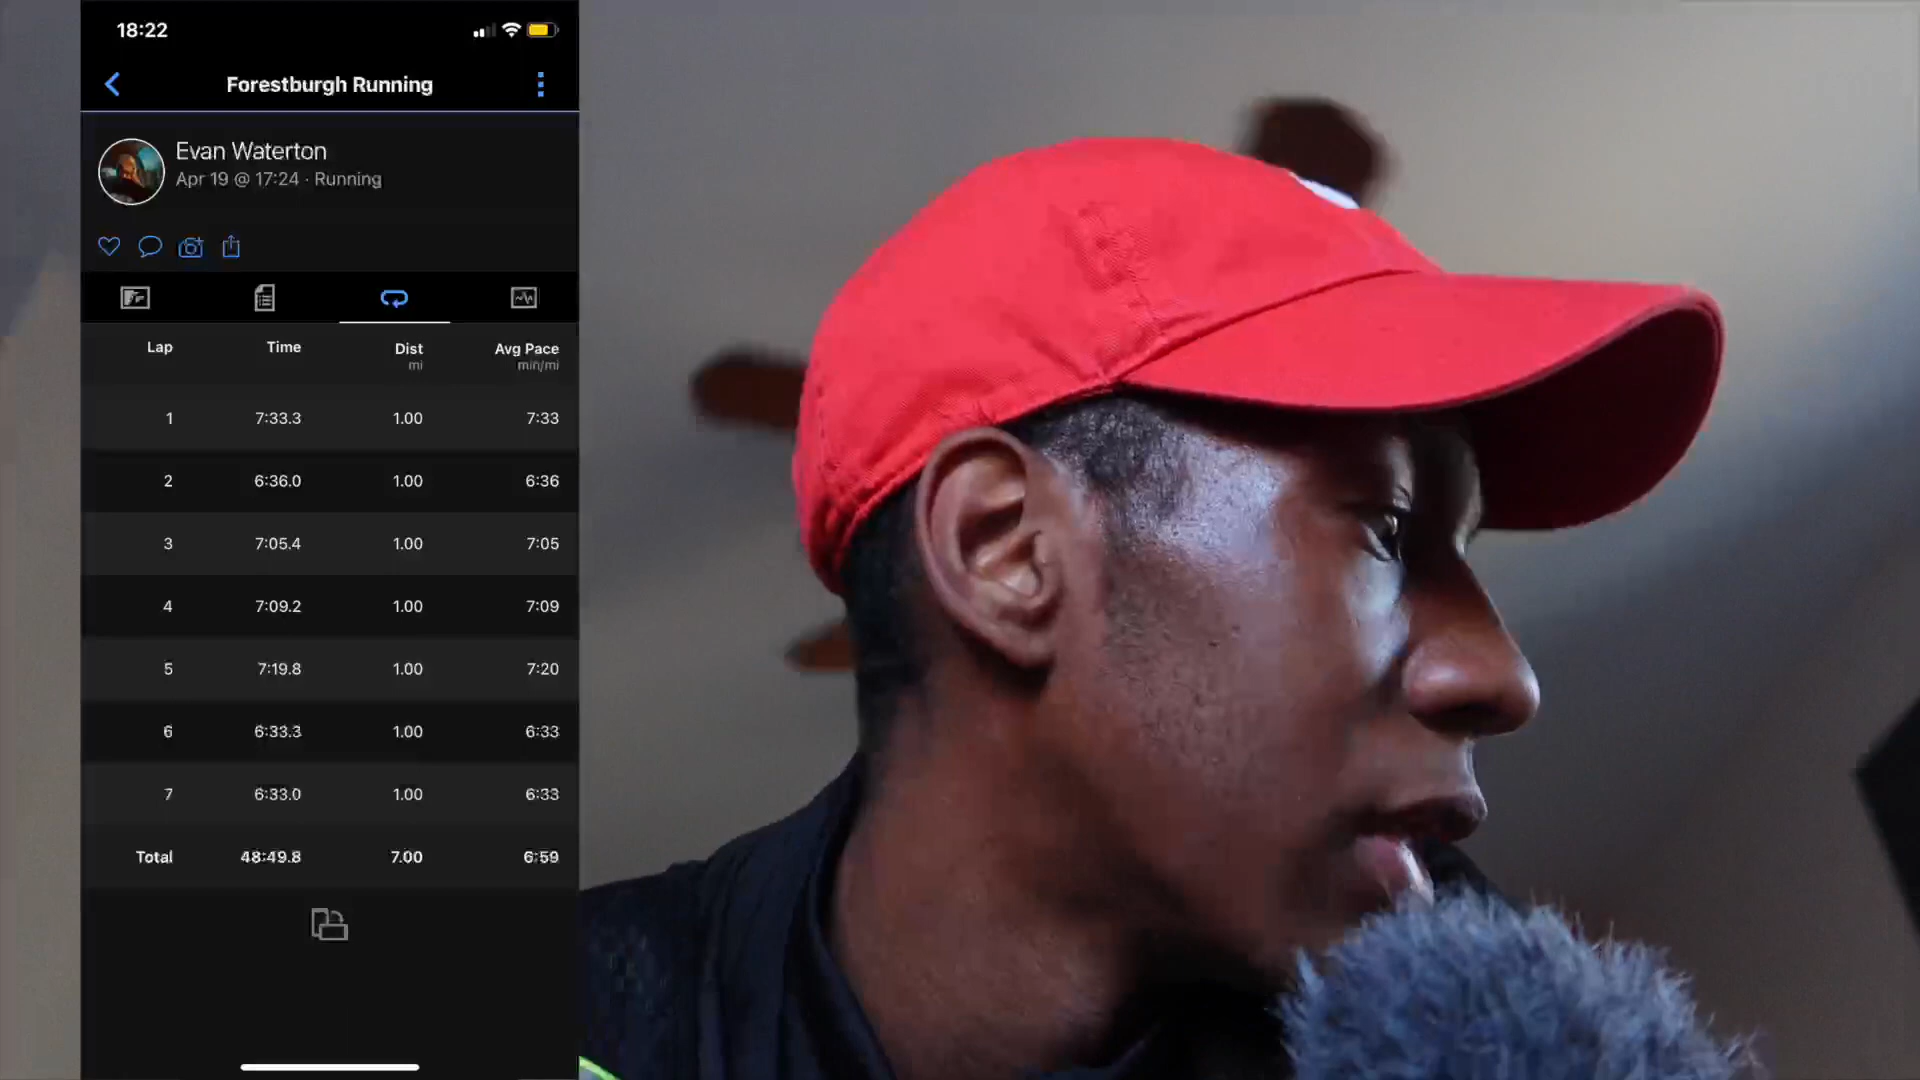 18:22
Forestburgh Running
Evan Waterton
Apr 19 @ 17:24 · Running
Lap Time Dist Avg Pace
mi min/mi
1 7:33.3 1.00 7:33
2 6:36.0 1.00 6:36
3 7:05.4 1.00 7:05
4 7:09.2 1.00 7:09
5 7:19.8 1.00 7:20
6 6:33.3 1.00 6:33
7 6:33.0 1.00 6:33
Total 48:49.8 7.00 6:59